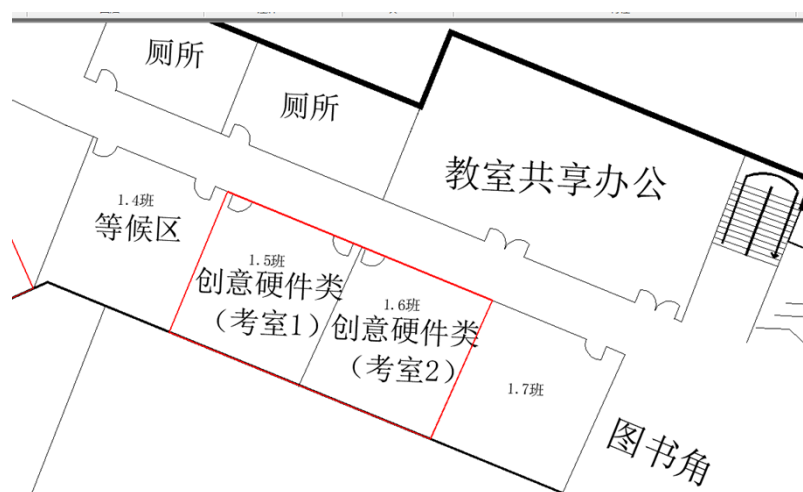 厕所
厕所
教室共享办公
1.4班
等候区
1.5班
创意硬件类
（考室1）
1.6班
创意硬件类
（考室2）
1.7班
图书角